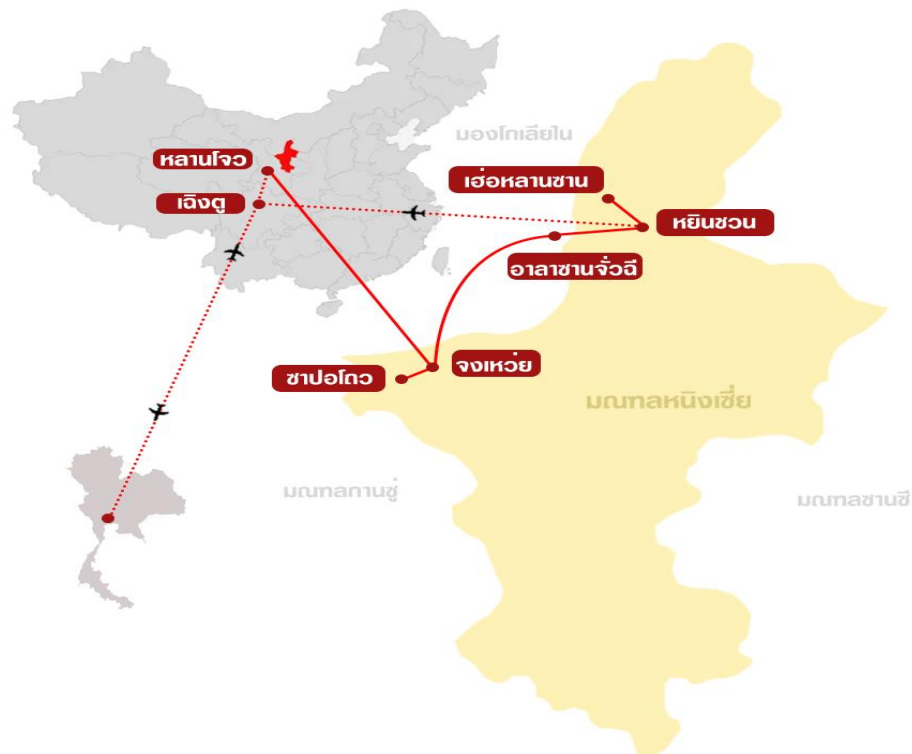 มองโกเลียใน
หลานโจว
เฮ่อหลานซาน
เฉิงตู
หยินชวน
อาลาซานจั่วฉี
จงเหว่ย
ซาปอโถว
มณฑลหนิงเซี่ย
มณฑลกานซู่
มณฑลซานซี